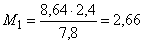 M₁ = (8,64 · 2,4) / 7,8 = 2,66